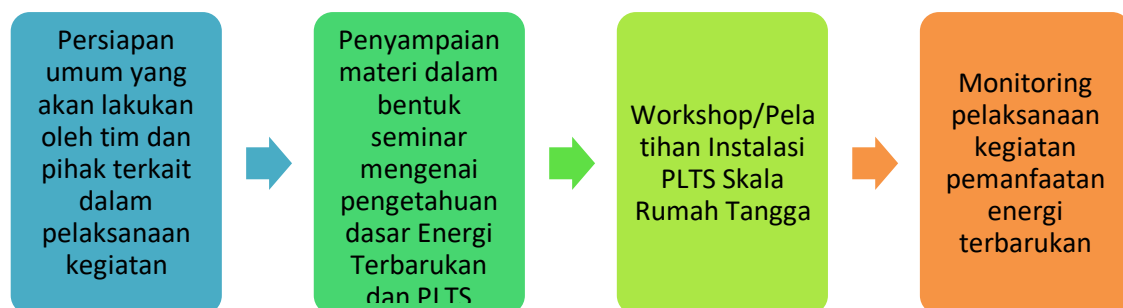 Persiapan
umum yang
akan lakukan
oleh tim dan
pihak terkait
dalam
pelaksanaan
kegiatan
Penyampaian
materi dalam
bentuk
seminar
mengenai
pengetahuan
dasar Energi
Terbarukan
dan PLTS
Workshop/Pela
tihan Instalasi
PLTS Skala
Rumah Tangga
Monitoring
pelaksanaan
kegiatan
pemanfaatan
energi
terbarukan